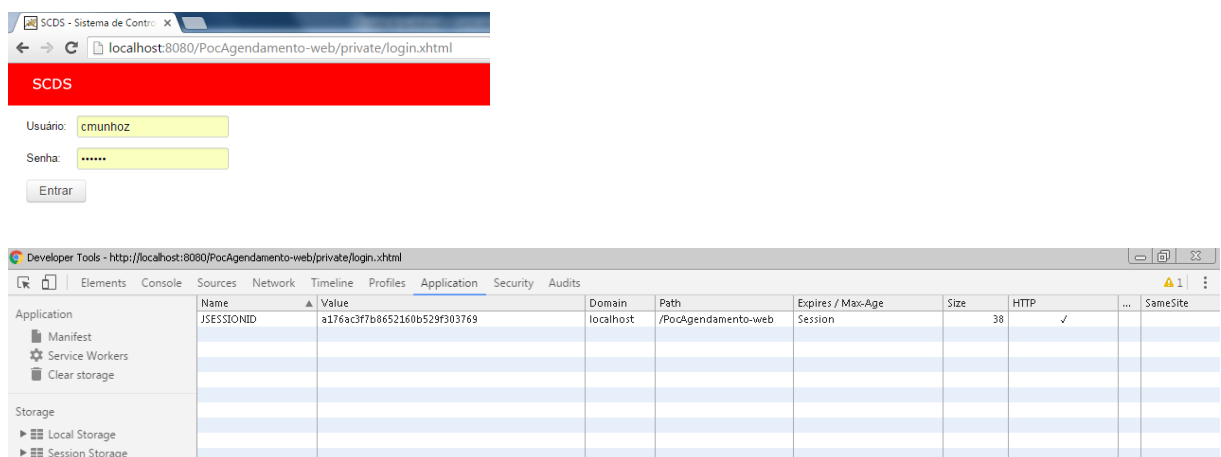 SCDS - Sistema de Contro
localhost:8080/PocAgendamento-web/private/login.xhtml
SCDS
Usuário: cmunhoz
Senha: ••••••
Entrar
Developer Tools - http://localhost:8080/PocAgendamento-web/private/login.xhtml
Elements Console Sources Network Timeline Profiles Application Security Audits 1
Application
Manifest
Service Workers
Clear storage
Storage
Local Storage
Session Storage
Name Value Domain Path Expires / Max-Age Size HTTP ... SameSite
JSESSIONID a176ac3f7b8652160b529f303769 localhost /PocAgendamento-web Session 38 ✓